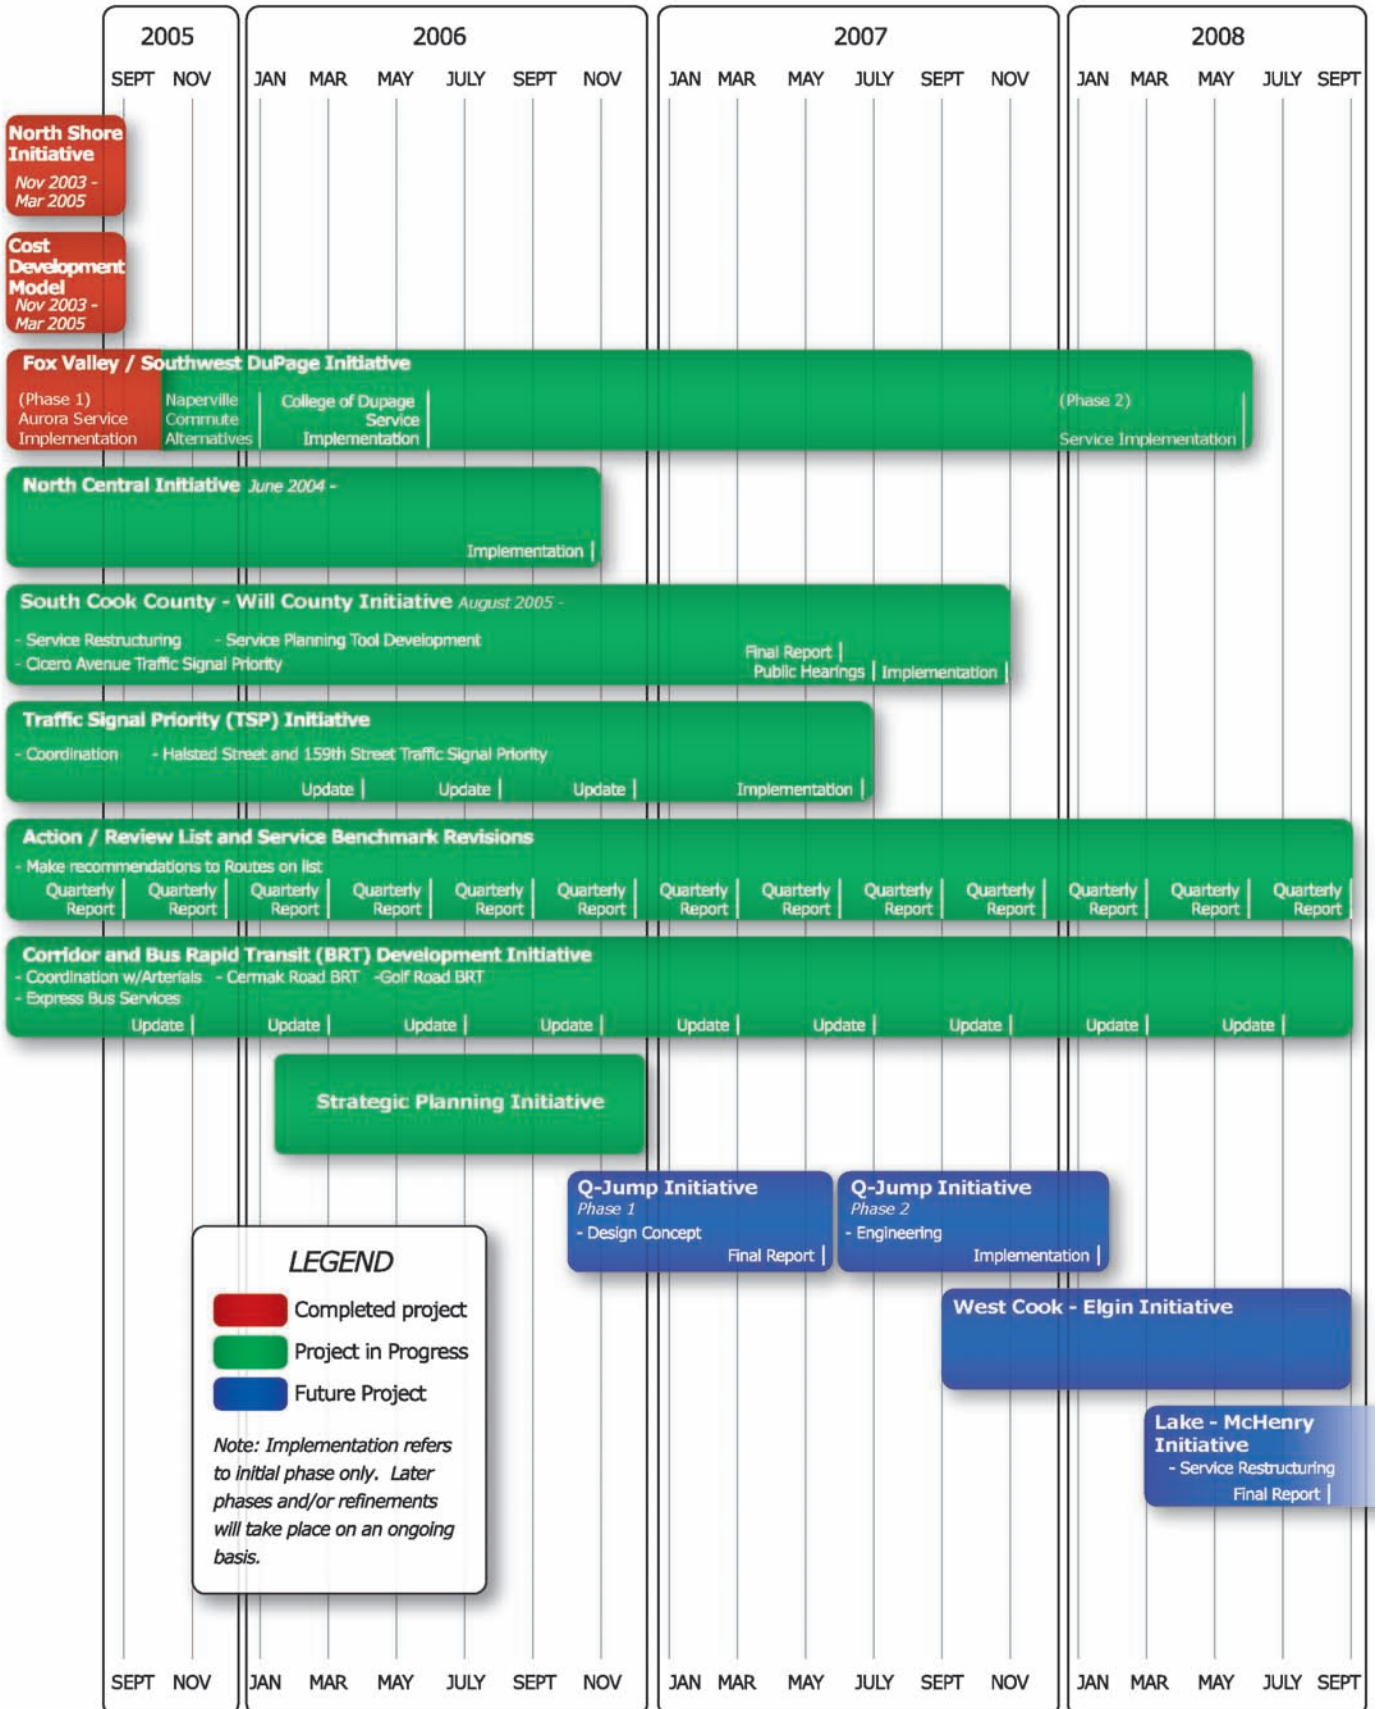 2005 2006 2007 2008
SEPT NOV JAN MAR MAY JULY SEPT NOV JAN MAR MAY JULY SEPT NOV JAN MAR MAY JULY SEPT
North Shore
Initiative
Nov 2003 -
Mar 2005
Cost
Development
Model
Nov 2003 -
Mar 2005
Fox Valley / Southwest DuPage Initiative
(Phase 1)
Aurora Service
Implementation
Naperville
Commute
Alternatives
College of Dupage
Service
Implementation
(Phase 2)
Service Implementation
North Central Initiative June 2004 -
Implementation
South Cook County - Will County Initiative August 2005 -
- Service Restructuring - Service Planning Tool Development
- Cicero Avenue Traffic Signal Priority
Final Report
Public Hearings
Implementation
Traffic Signal Priority (TSP) Initiative
- Coordination - Halsted Street and 159th Street Traffic Signal Priority
Update Update Update Implementation
Action / Review List and Service Benchmark Revisions
- Make recommendations to Routes on list
Quarterly Quarterly Quarterly Quarterly Quarterly Quarterly Quarterly Quarterly Quarterly Quarterly Quarterly Quarterly Quarterly
Report Report Report Report Report Report Report Report Report Report Report Report Report
Corridor and Bus Rapid Transit (BRT) Development Initiative
- Coordination w/Arterials - Cermak Road BRT -Golf Road BRT
- Express Bus Services
Update Update Update Update Update Update Update Update Update
Strategic Planning Initiative
Q-Jump Initiative
Phase 1
- Design Concept
Final Report
Q-Jump Initiative
Phase 2
- Engineering
Implementation
West Cook - Elgin Initiative
Lake - McHenry
Initiative
- Service Restructuring
Final Report
LEGEND
Completed project
Project in Progress
Future Project
Note: Implementation refers
to initial phase only. Later
phases and/or refinements
will take place on an ongoing
basis.
SEPT NOV JAN MAR MAY JULY SEPT NOV JAN MAR MAY JULY SEPT NOV JAN MAR MAY JULY SEPT